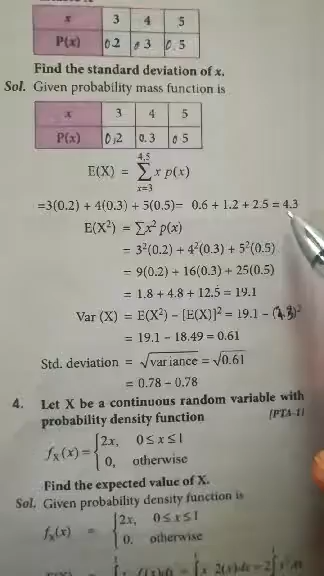 x 3 4 5
P(x) 0.2 0.3 0.5
Find the standard deviation of x.
Sol. Given probability mass function is
x 3 4 5
P(x) 0.2 0.3 0.5
4,5
E(X) = ∑ x p(x)
x=3
=3(0.2) + 4(0.3) + 5(0.5)= 0.6 + 1.2 + 2.5 = 4.3
E(X²) = ∑x² p(x)
= 3²(0.2) + 4²(0.3) + 5²(0.5)
= 9(0.2) + 16(0.3) + 25(0.5)
= 1.8 + 4.8 + 12.5 = 19.1
Var (X) = E(X²) – [E(X)]² = 19.1 – (4.3)²
= 19.1 – 18.49 = 0.61
Std. deviation = √variance = √0.61
= 0.78 – 0.78
4. Let X be a continuous random variable with
probability density function [PTA-1]
fX(x) = { 2x, 0 ≤ x ≤ 1
0, otherwise
Find the expected value of X.
Sol. Given probability density function is
fX(x) = { 2x, 0 ≤ x ≤ 1
0. otherwise